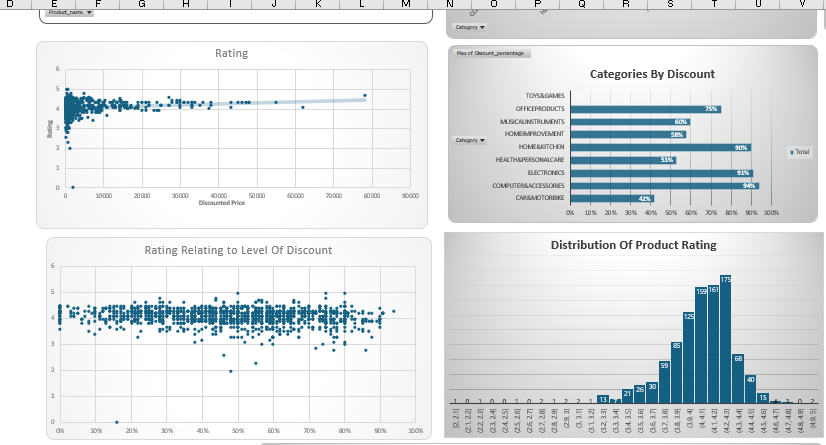 D E F G H I J K L M N O P Q R S T U V
Product_name
Category
Rating
6
5
4
3
2
1
0
Rating
0 10000 20000 30000 40000 50000 60000 70000 80000 90000
Discounted Price
Max of Discount_percentage
Categories By Discount
Category
TOYS&GAMES
OFFICEPRODUCTS 75%
MUSICALINSTRUMENTS 60%
HOMEIMPROVEMENT 58%
HOME&KITCHEN 90%
HEALTH&PERSONALCARE 53%
ELECTRONICS 91%
COMPUTER&ACCESSORIES 94%
CAR&MOTORBIKE 42%
0% 10% 20% 30% 40% 50% 60% 70% 80% 90% 100%
Total
Rating Relating to Level Of Discount
6
5
4
3
2
1
0
0% 10% 20% 30% 40% 50% 60% 70% 80% 90% 100%
Distribution Of Product Rating
1 0 1 0 0 1 0 1 0 2 1 2 13 21 26 30 59 85 125 159 161 175 68 40 15 0 2
[2, 2.1] (2.1, 2.2] (2.2, 2.3] (2.3, 2.4] (2.4, 2.5] (2.5, 2.6] (2.6, 2.7] (2.7, 2.8] (2.8, 2.9] (2.9, 3] (3, 3.1] (3.1, 3.2] (3.2, 3.3] (3.3, 3.4] (3.4, 3.5] (3.5, 3.6] (3.6, 3.7] (3.7, 3.8] (3.8, 3.9] (3.9, 4] (4, 4.1] (4.1, 4.2] (4.2, 4.3] (4.3, 4.4] (4.4, 4.5] (4.5, 4.6] (4.6, 4.7] (4.7, 4.8] (4.8, 4.9] (4.9, 5]